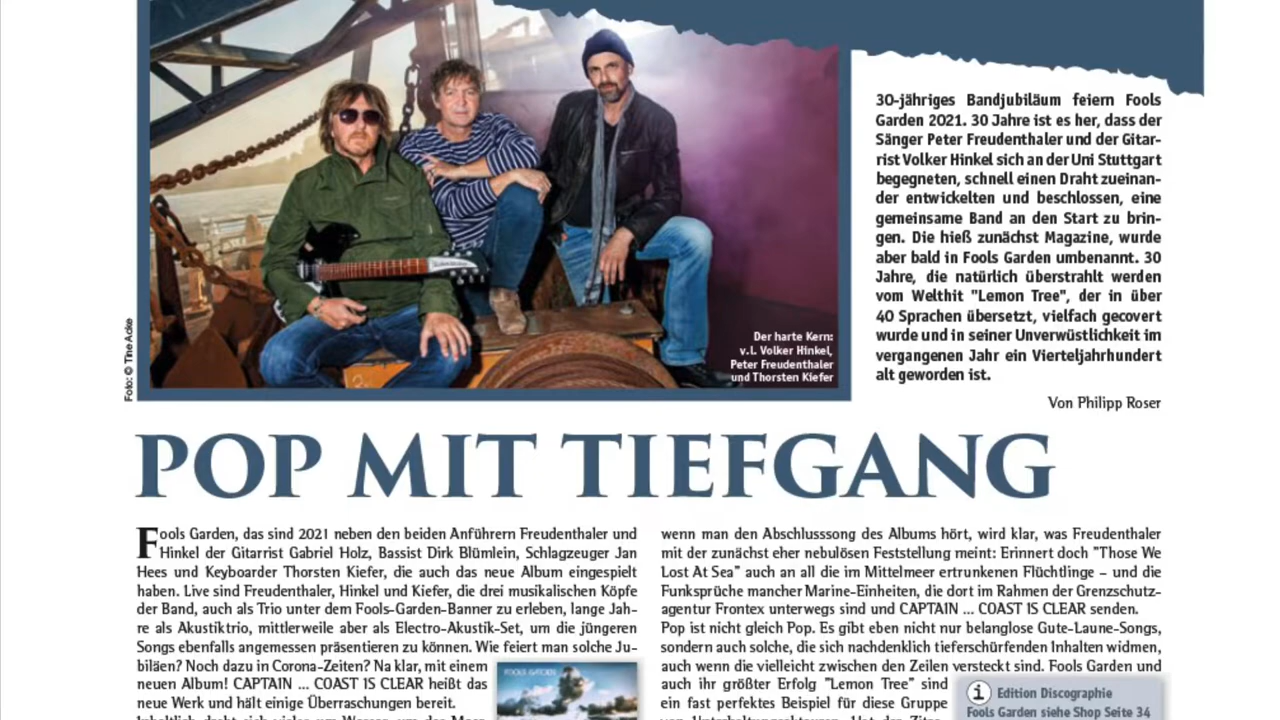 Foto: © Tine Acke
Der harte Kern:
v.l. Volker Hinkel,
Peter Freudenthaler
und Thorsten Kiefer
30-jähriges Bandjubiläum feiern Fools
Garden 2021. 30 Jahre ist es her, dass der
Sänger Peter Freudenthaler und der Gitar-
rist Volker Hinkel sich an der Uni Stuttgart
begegneten, schnell einen Draht zueinan-
der entwickelten und beschlossen, eine
gemeinsame Band an den Start zu brin-
gen. Die hieß zunächst Magazine, wurde
aber bald in Fools Garden umbenannt. 30
Jahre, die natürlich überstrahlt werden
vom Welthit "Lemon Tree", der in über
40 Sprachen übersetzt, vielfach gecovert
wurde und in seiner Unverwüstlichkeit im
vergangenen Jahr ein Vierteljahrhundert
alt geworden ist.
Von Philipp Roser
POP MIT TIEFGANG
Fools Garden, das sind 2021 neben den beiden Anführern Freudenthaler und
Hinkel der Gitarrist Gabriel Holz, Bassist Dirk Blümlein, Schlagzeuger Jan
Hees und Keyboarder Thorsten Kiefer, die auch das neue Album eingespielt
haben. Live sind Freudenthaler, Hinkel und Kiefer, die drei musikalischen Köpfe
der Band, auch als Trio unter dem Fools-Garden-Banner zu erleben, lange Jah-
re als Akustiktrio, mittlerweile aber als Electro-Akustik-Set, um die jüngeren
Songs ebenfalls angemessen präsentieren zu können. Wie feiert man solche Ju-
biläen? Noch dazu in Corona-Zeiten? Na klar, mit einem
neuen Album! CAPTAIN ... COAST IS CLEAR heißt das
neue Werk und hält einige Überraschungen bereit.
Inhaltlich dreht sich vieles um Wasser, um das Meer
FOOLS GARDEN
wenn man den Abschlusssong des Albums hört, wird klar, was Freudenthaler
mit der zunächst eher nebulösen Feststellung meint: Erinnert doch "Those We
Lost At Sea" auch an all die im Mittelmeer ertrunkenen Flüchtlinge – und die
Funksprüche mancher Marine-Einheiten, die dort im Rahmen der Grenzschutz-
agentur Frontex unterwegs sind und CAPTAIN ... COAST IS CLEAR senden.
Pop ist nicht gleich Pop. Es gibt eben nicht nur belanglose Gute-Laune-Songs,
sondern auch solche, die sich nachdenklich tieferschürfenden Inhalten widmen,
auch wenn die vielleicht zwischen den Zeilen versteckt sind. Fools Garden und
auch ihr größter Erfolg "Lemon Tree" sind
ein fast perfektes Beispiel für diese Gruppe
von Unterhaltungsakteuren. Hat der Zitro-
i Edition Discographie
Fools Garden siehe Shop Seite 34